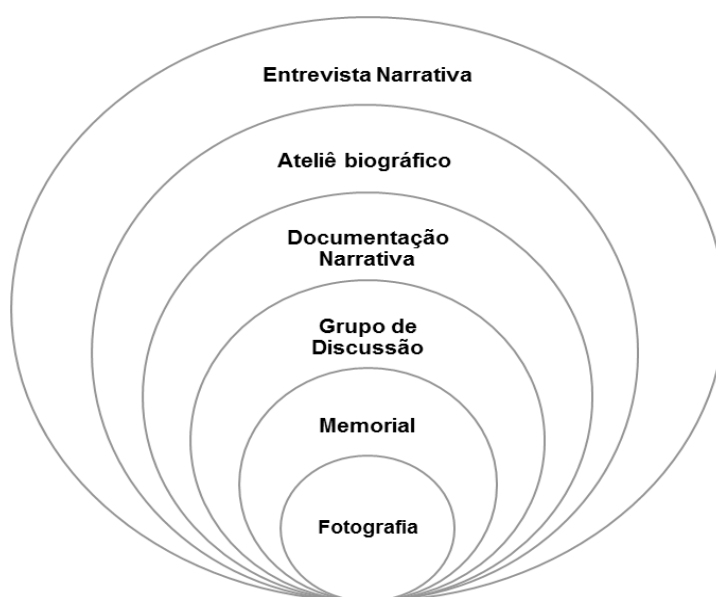 Entrevista Narrativa
Ateliê biográfico
Documentação
Narrativa
Grupo de
Discussão
Memorial
Fotografia